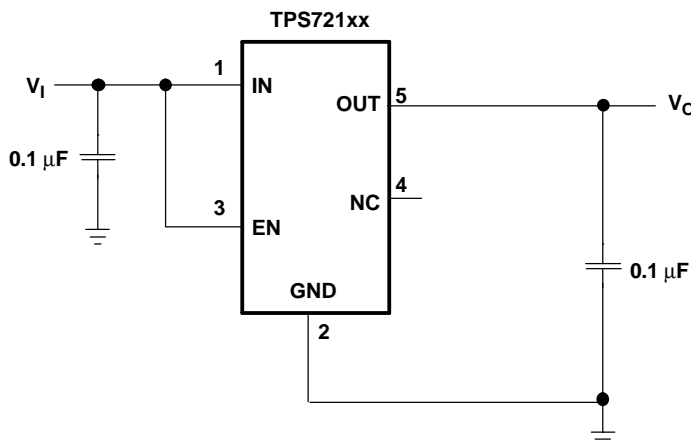 TPS721xx
V_I
1
IN
OUT
5
V_O
0.1 μF
4
NC
3
EN
GND
2
0.1 μF